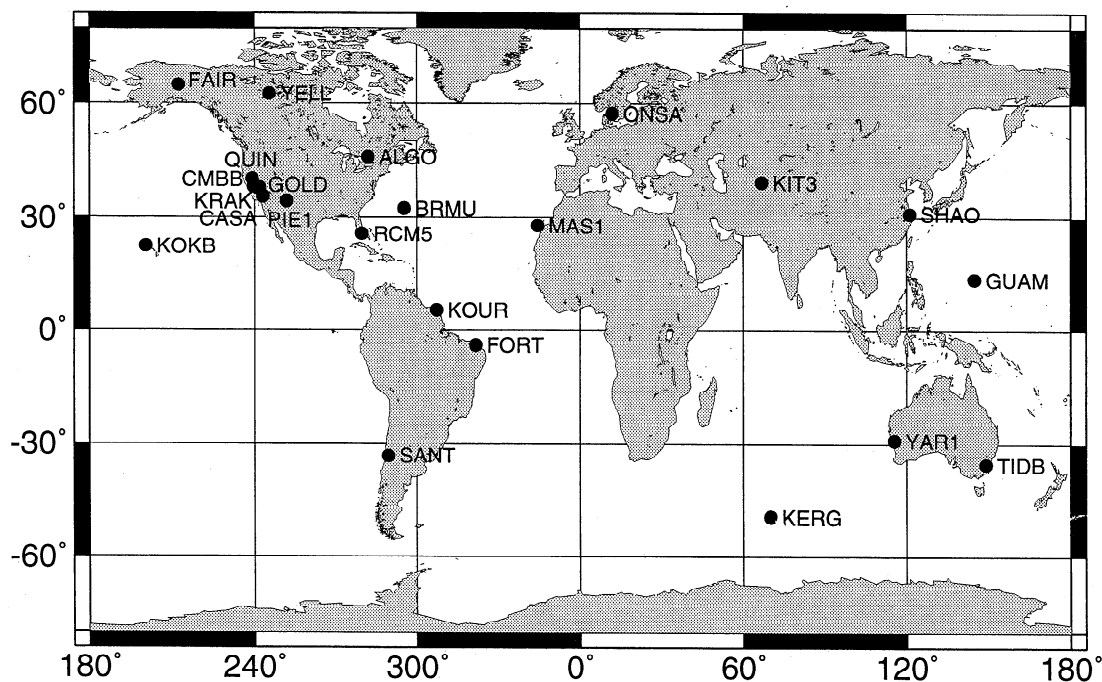 FAIR
YELL
60°
ONSA
QUIN
ALGO
CMBB
GOLD
KIT3
KRAK
BRMU
30°
CASA PIE1
SHAO
MAS1
RCM5
KOKB
GUAM
KOUR
0°
FORT
-30°
SANT
YAR1
TIDB
KERG
-60°
180° 240° 300° 0° 60° 120° 180°